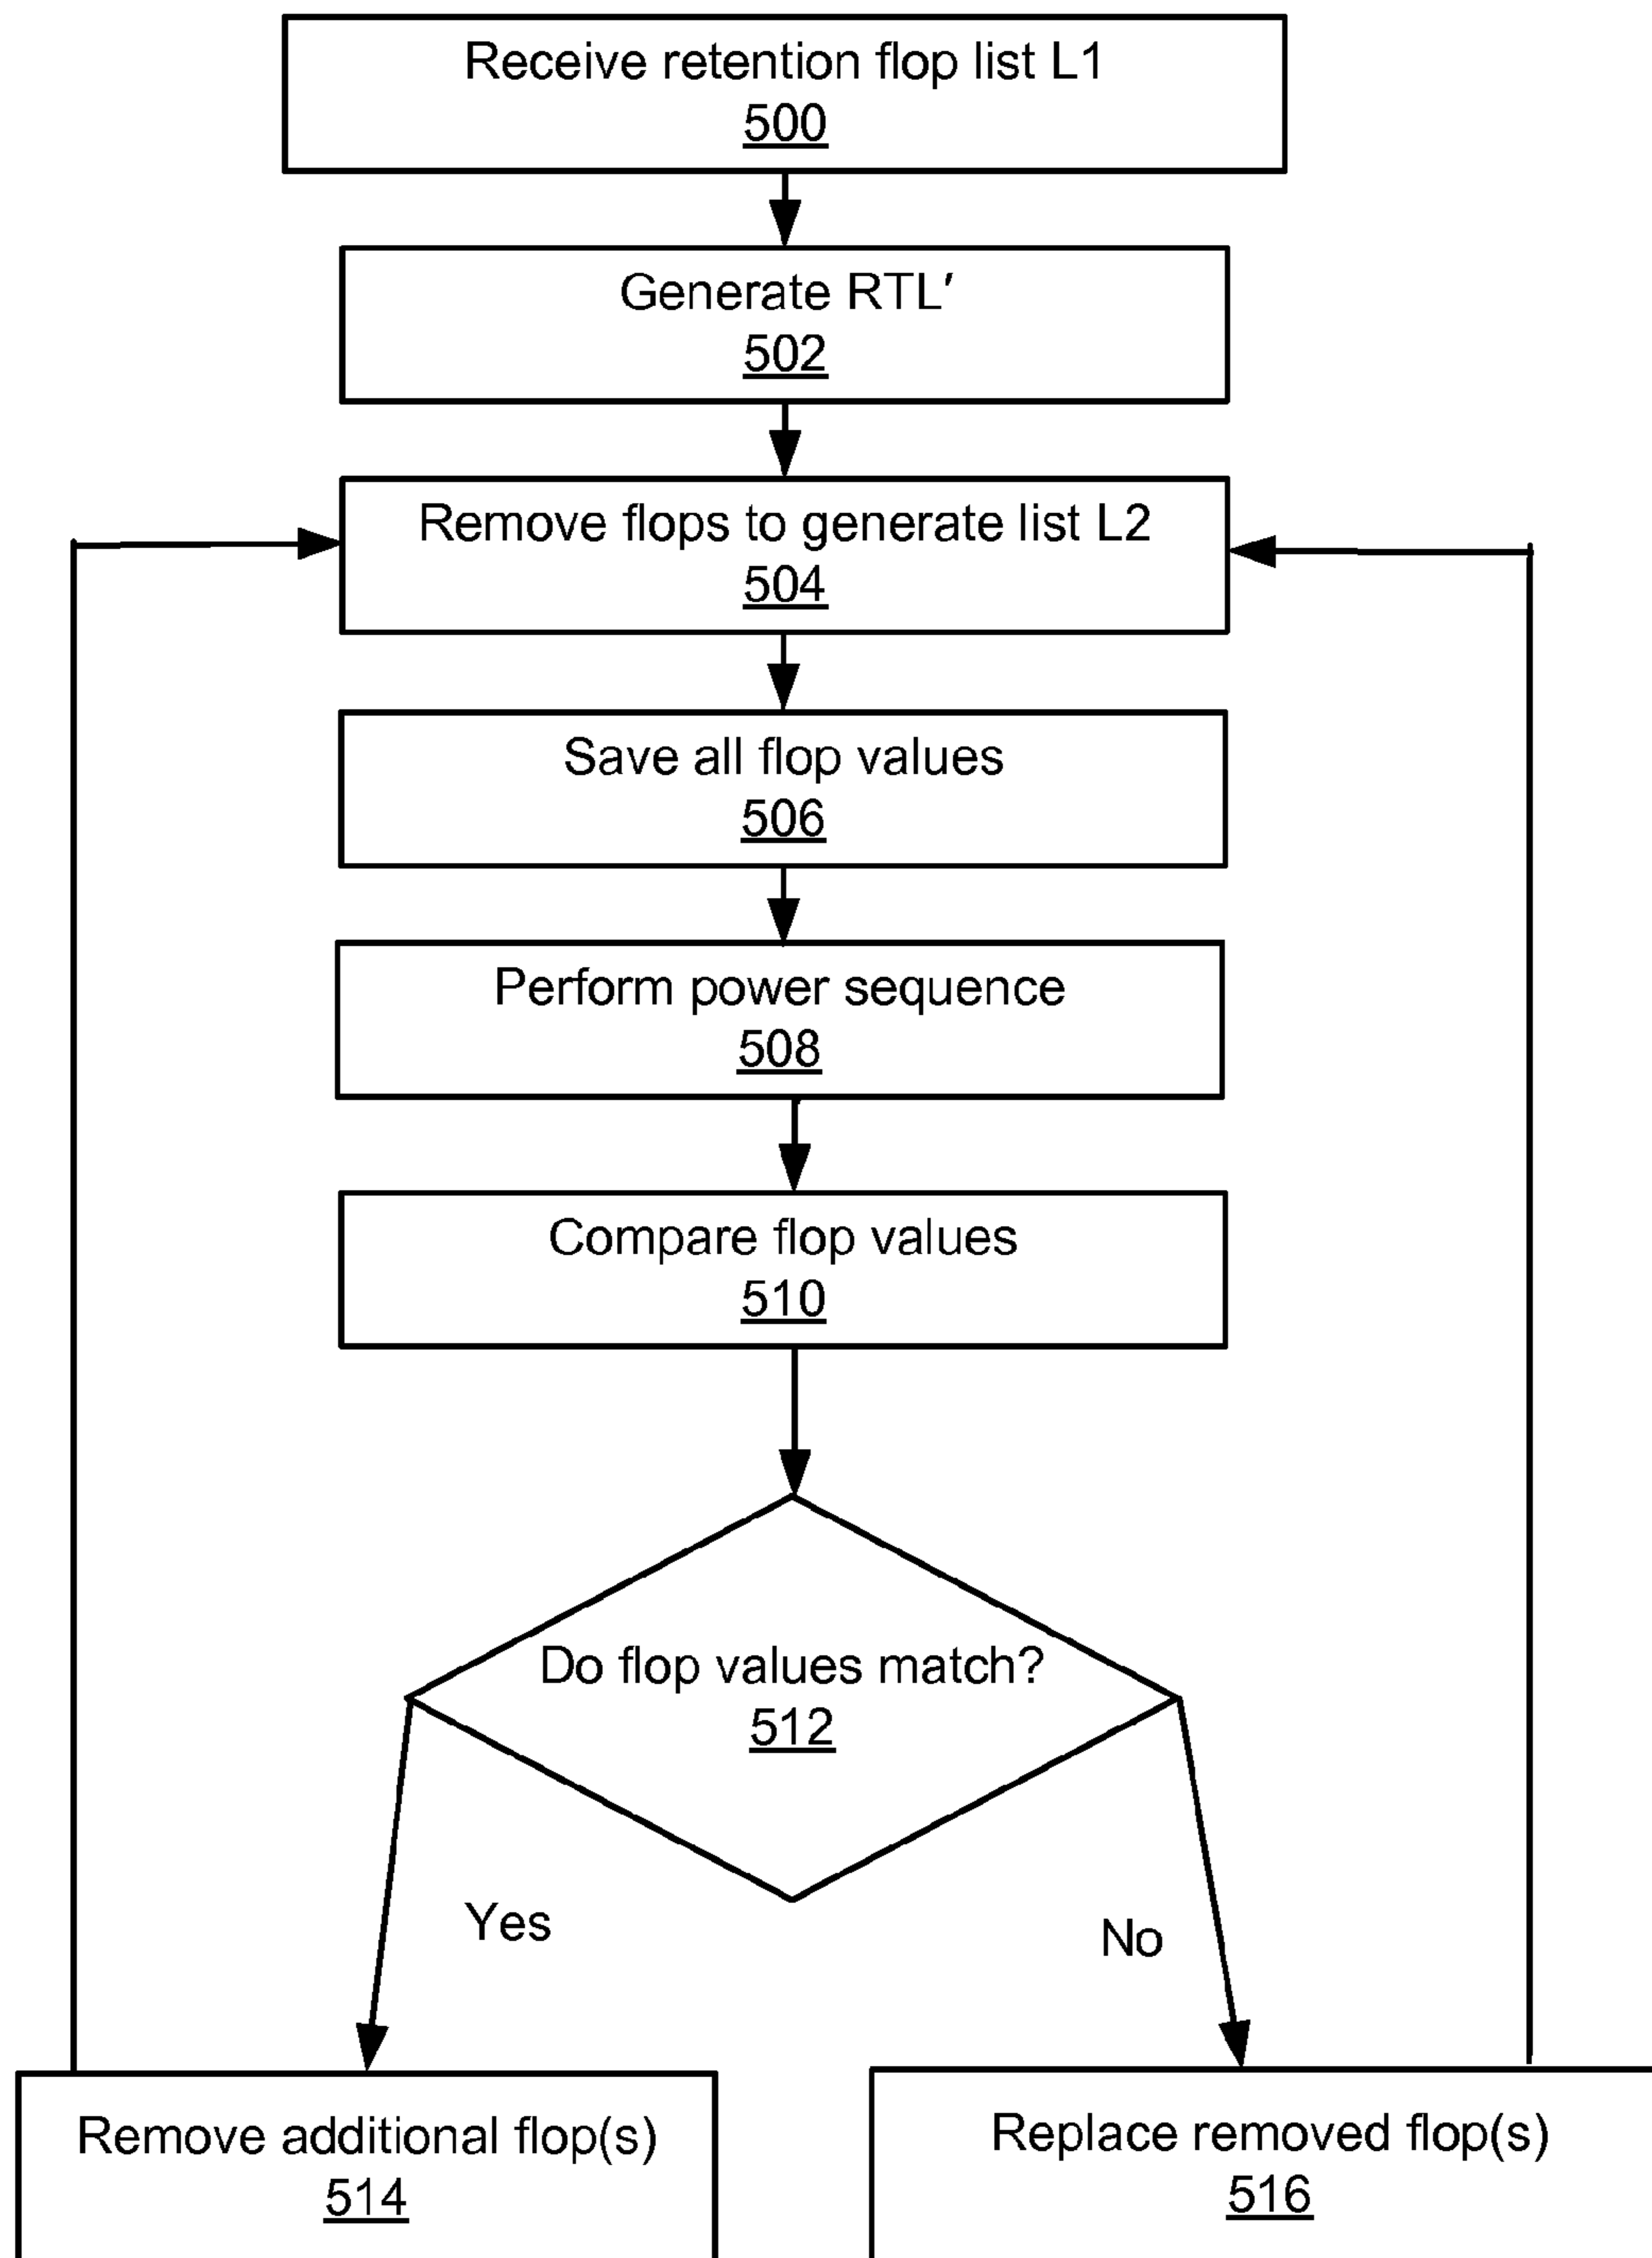 Receive retention flop list L1
500
Generate RTL′
502
Remove flops to generate list L2
504
Save all flop values
506
Perform power sequence
508
Compare flop values
510
Do flop values match?
512
Yes
No
Remove additional flop(s)
514
Replace removed flop(s)
516